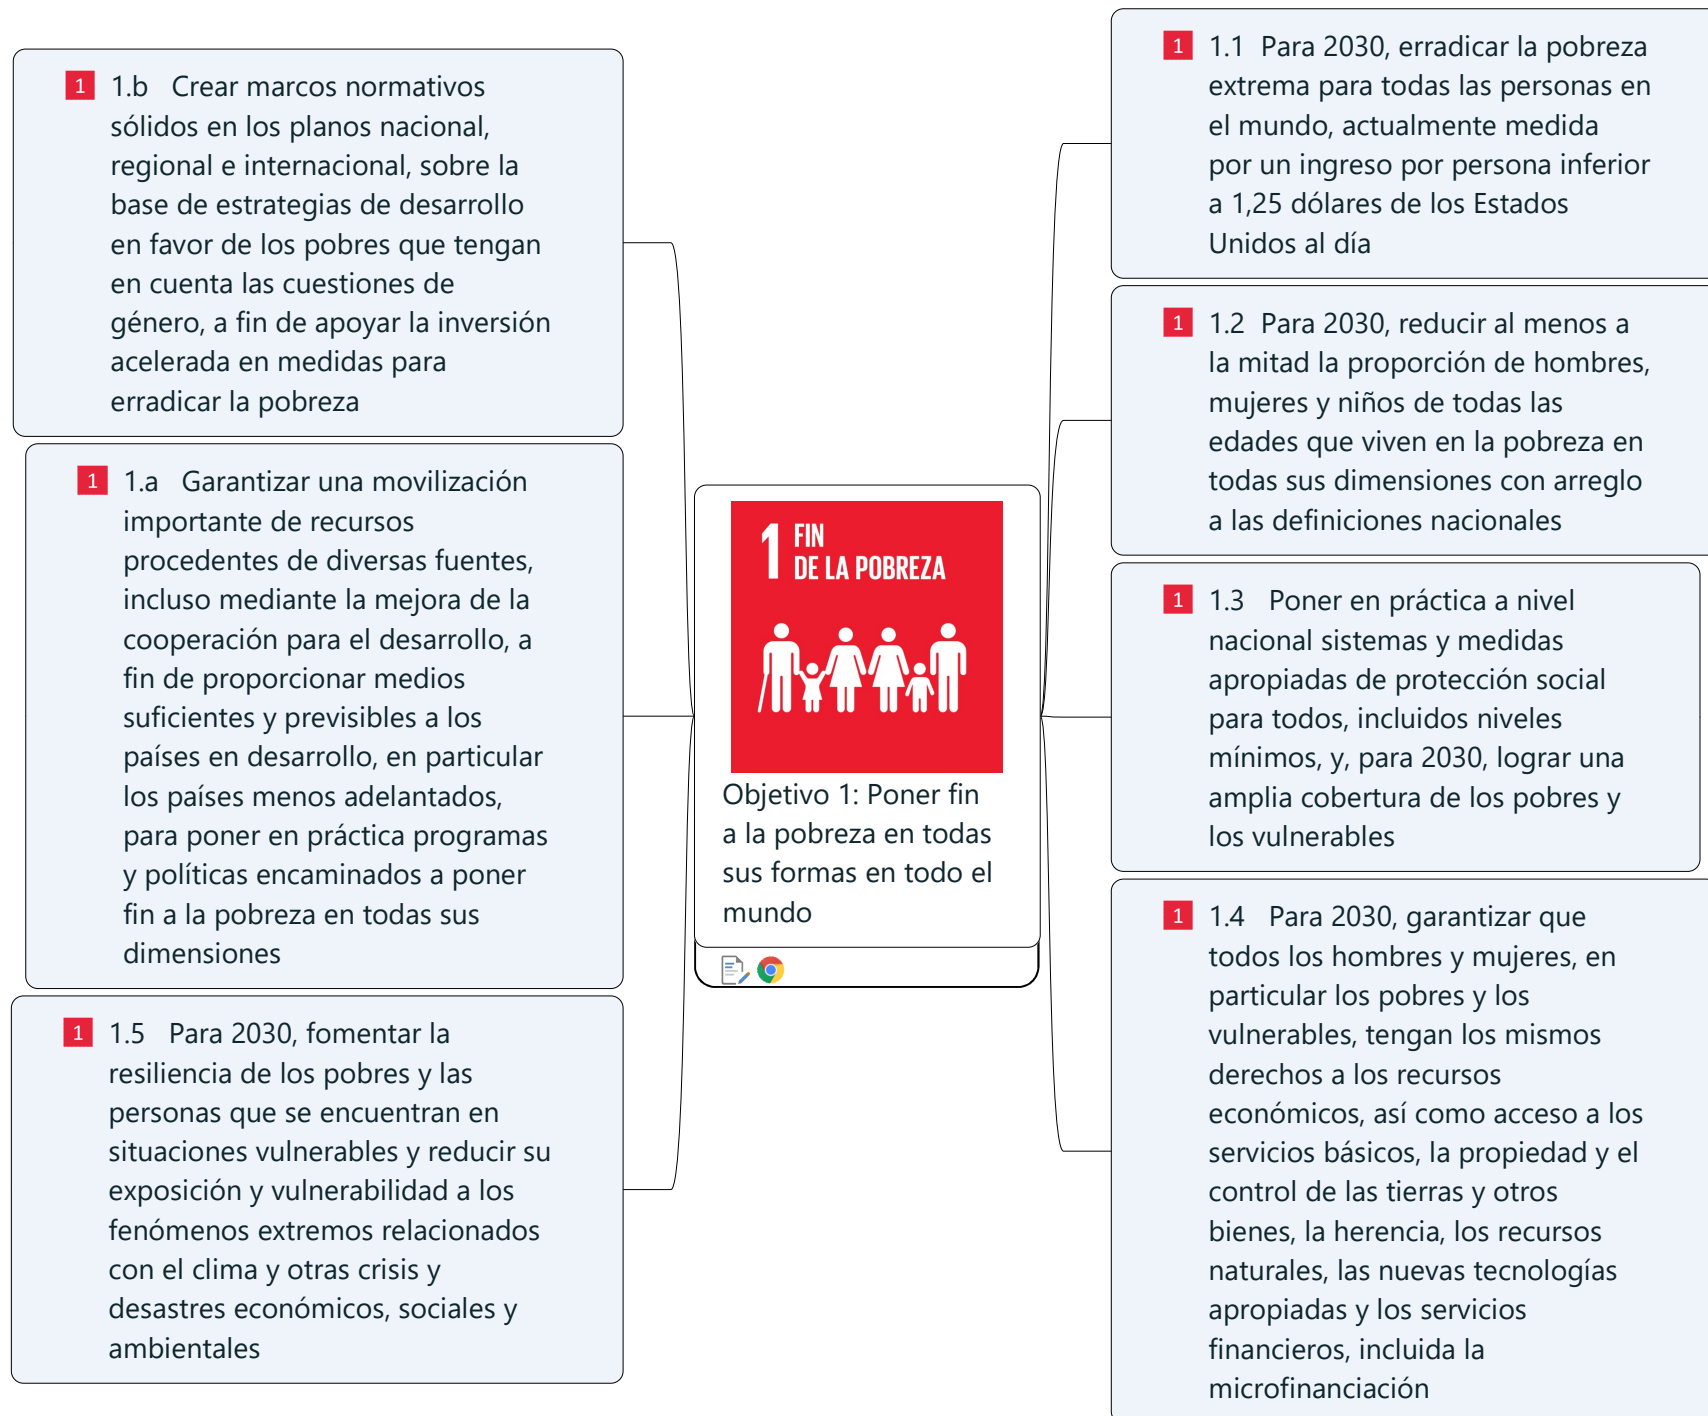 1 1.b Crear marcos normativos
sólidos en los planos nacional,
regional e internacional, sobre la
base de estrategias de desarrollo
en favor de los pobres que tengan
en cuenta las cuestiones de
género, a fin de apoyar la inversión
acelerada en medidas para
erradicar la pobreza
1 1.a Garantizar una movilización
importante de recursos
procedentes de diversas fuentes,
incluso mediante la mejora de la
cooperación para el desarrollo, a
fin de proporcionar medios
suficientes y previsibles a los
países en desarrollo, en particular
los países menos adelantados,
para poner en práctica programas
y políticas encaminados a poner
fin a la pobreza en todas sus
dimensiones
1 1.5 Para 2030, fomentar la
resiliencia de los pobres y las
personas que se encuentran en
situaciones vulnerables y reducir su
exposición y vulnerabilidad a los
fenómenos extremos relacionados
con el clima y otras crisis y
desastres económicos, sociales y
ambientales
1 FIN
DE LA POBREZA
Objetivo 1: Poner fin
a la pobreza en todas
sus formas en todo el
mundo
1 1.1 Para 2030, erradicar la pobreza
extrema para todas las personas en
el mundo, actualmente medida
por un ingreso por persona inferior
a 1,25 dólares de los Estados
Unidos al día
1 1.2 Para 2030, reducir al menos a
la mitad la proporción de hombres,
mujeres y niños de todas las
edades que viven en la pobreza en
todas sus dimensiones con arreglo
a las definiciones nacionales
1 1.3 Poner en práctica a nivel
nacional sistemas y medidas
apropiadas de protección social
para todos, incluidos niveles
mínimos, y, para 2030, lograr una
amplia cobertura de los pobres y
los vulnerables
1 1.4 Para 2030, garantizar que
todos los hombres y mujeres, en
particular los pobres y los
vulnerables, tengan los mismos
derechos a los recursos
económicos, así como acceso a los
servicios básicos, la propiedad y el
control de las tierras y otros
bienes, la herencia, los recursos
naturales, las nuevas tecnologías
apropiadas y los servicios
financieros, incluida la
microfinanciación